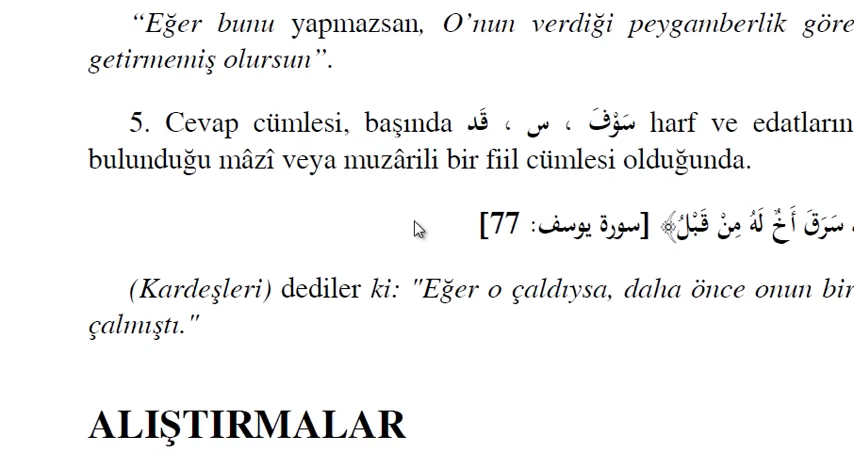 “Eğer bunu yapmazsan, O’nun verdiği peygamberlik göre
getirmemiş olursun”.
5. Cevap cümlesi, başında سَوْفَ ، س ، قَد harf ve edatların
bulunduğu mâzî veya muzârili bir fiil cümlesi olduğunda.
سَرَقَ أَخٌ لَهُ مِنْ قَبْلُ﴾ [سورة يوسف: 77]
(Kardeşleri) dediler ki: "Eğer o çaldıysa, daha önce onun bir
çalmıştı."
ALIŞTIRMALAR